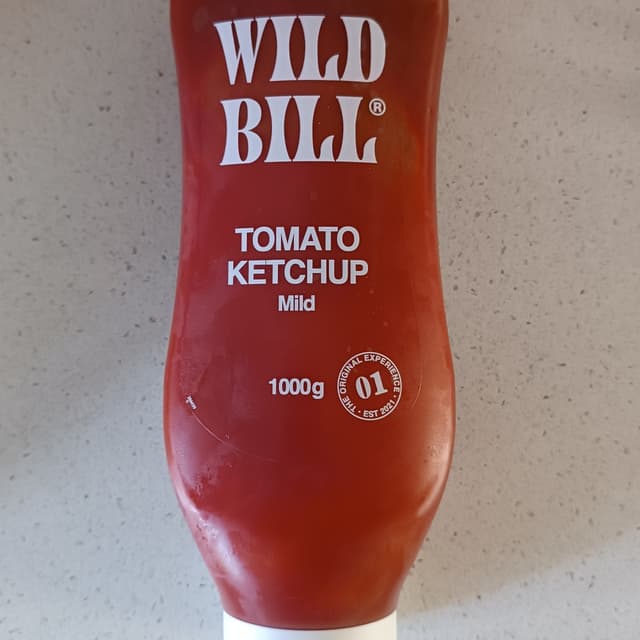 WILD
BILL®
TOMATO
KETCHUP
Mild
1000g
THE ORIGINAL EXPERIENCE
01
· EST 2021 ·